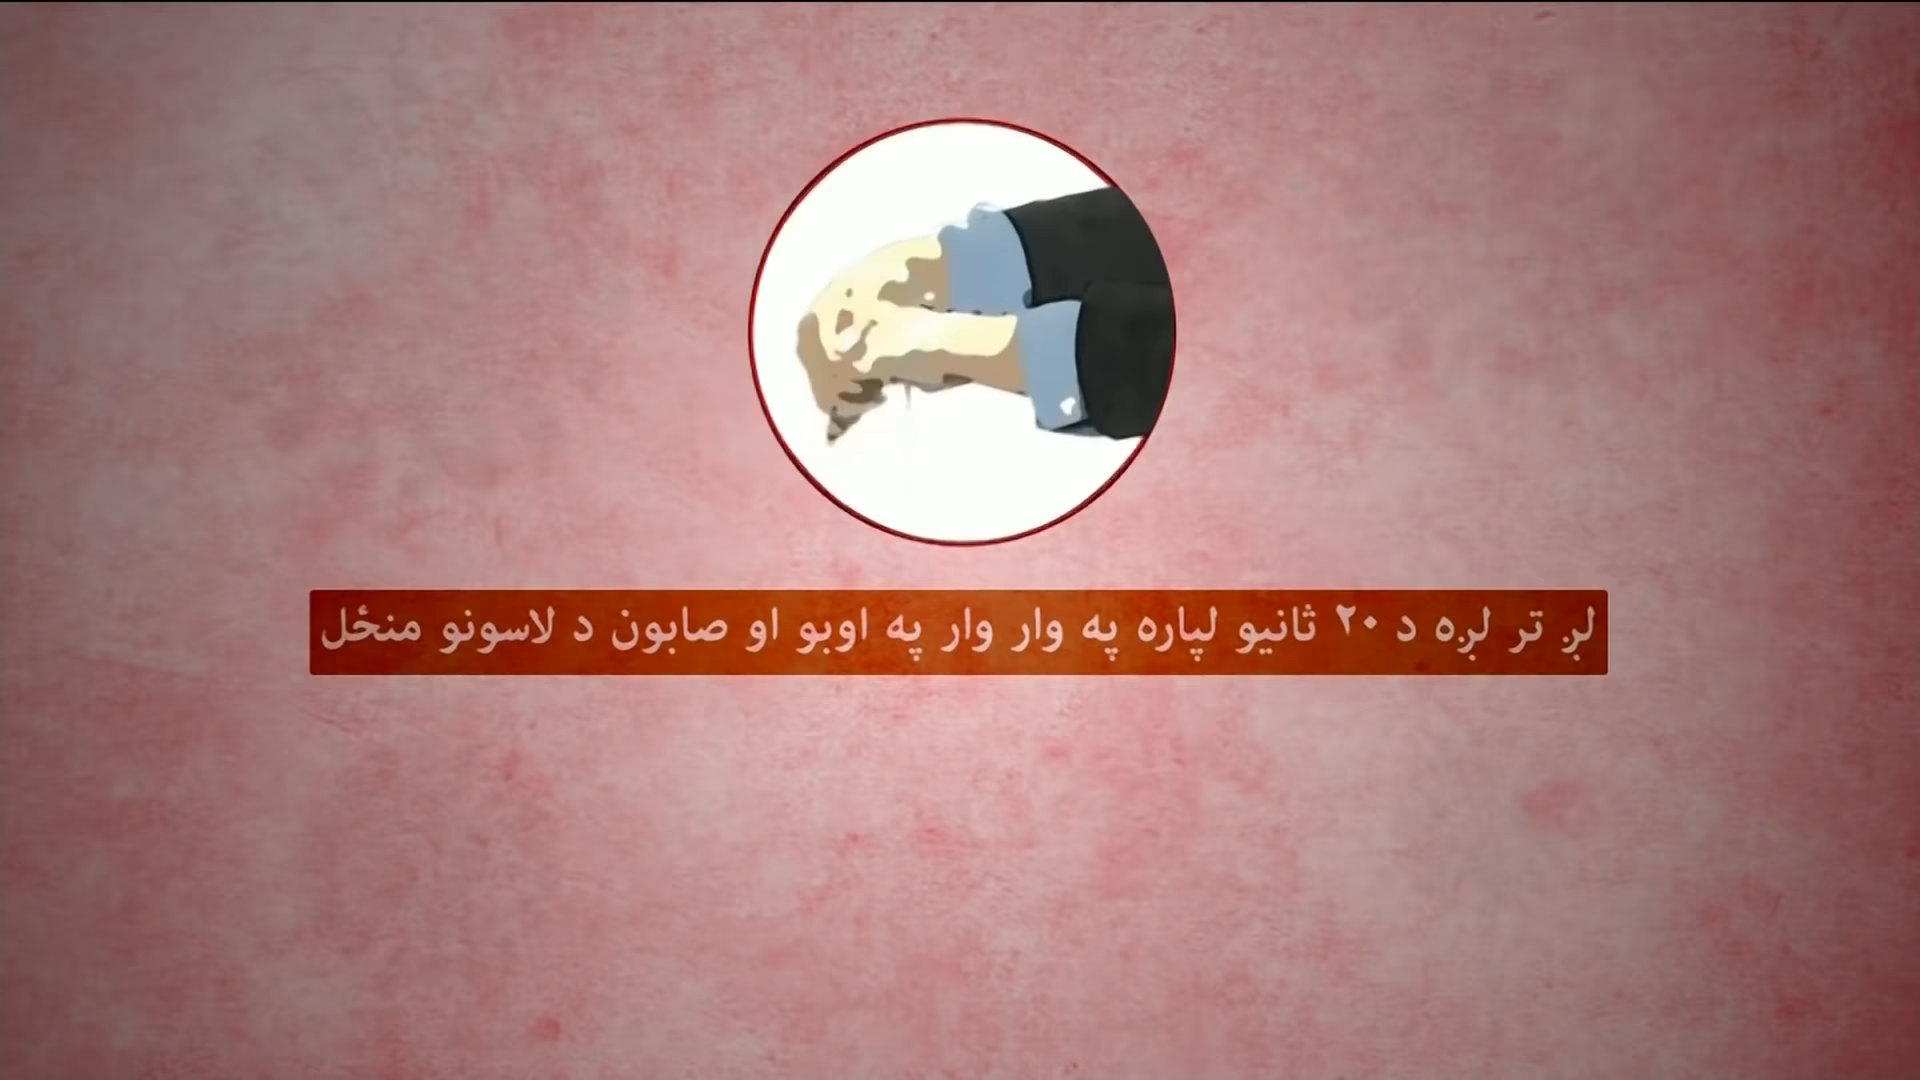 لږ تر لږه د ۲۰ ثانیو لپاره په وار وار په اوبو او صابون د لاسونو منځل